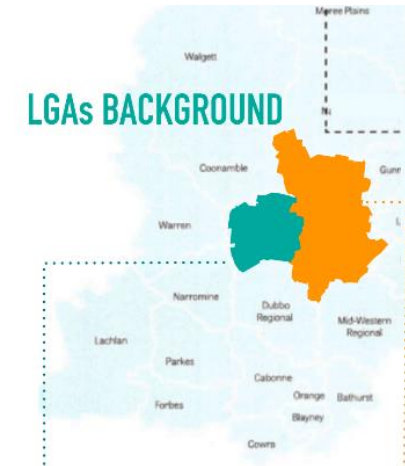 Moree Plains
Walgett
LGAs BACKGROUND
Coonamble
Gunn
Warren
Narromine
Dubbo
Regional
Mid-Western
Regional
Lachlan
Parkes
Cabonne
Orange
Bathurst
Forbes
Blayney
Cowra